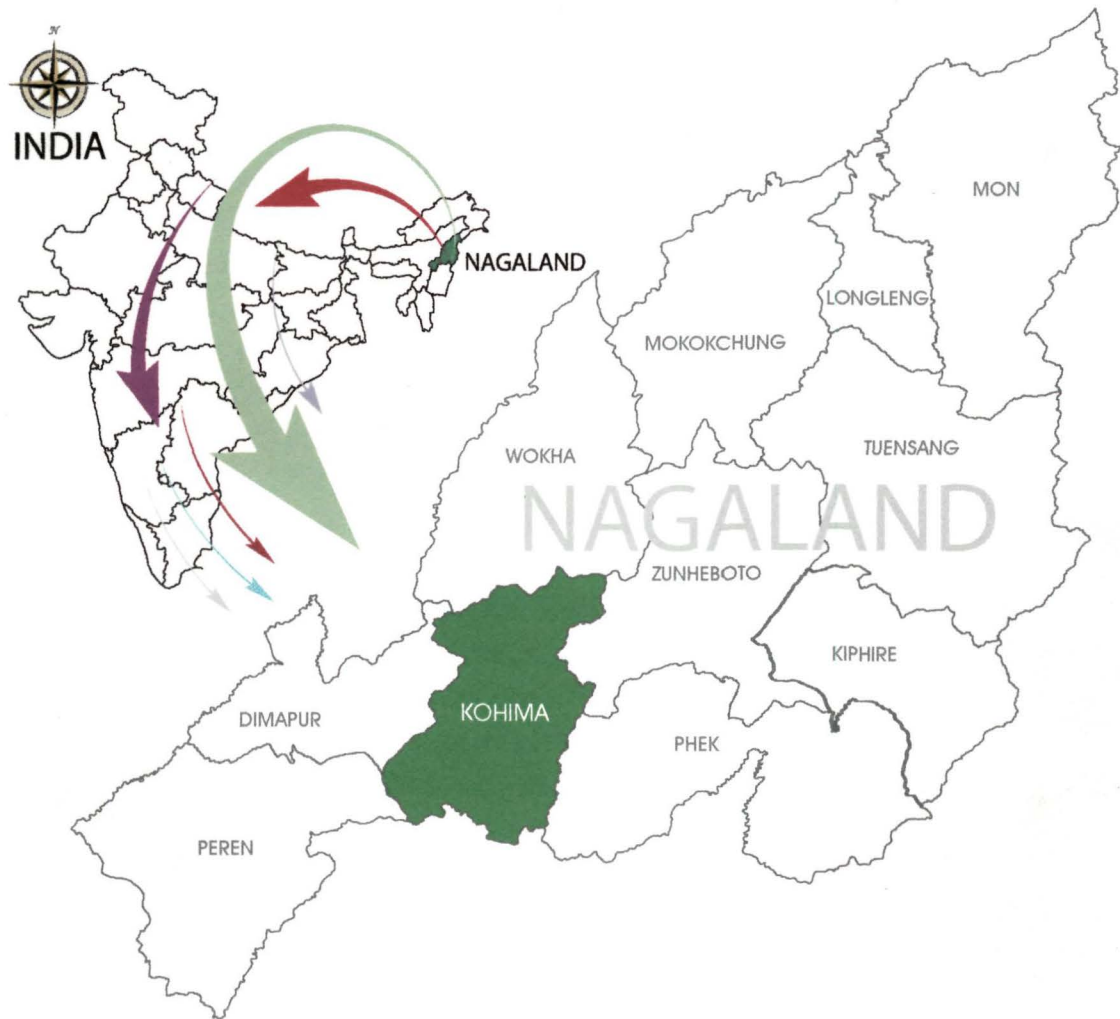 N
INDIA
NAGALAND
MON
LONGLENG
MOKOKCHUNG
WOKHA
TUENSANG
NAGALAND
ZUNHEBOTO
KIPHIRE
DIMAPUR
KOHIMA
PHEK
PEREN